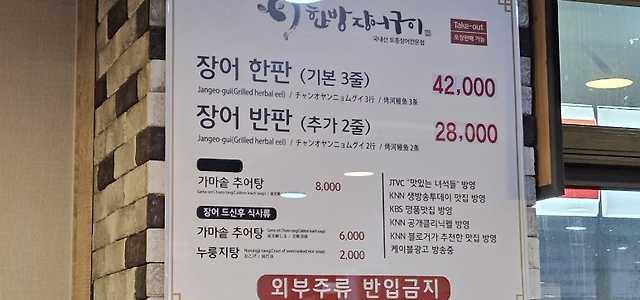 한방 장어구이
국내산 토종장어전문점
Take-out
포장판매 가능
장어 한판 (기본 3줄) 42,000
Jangeo-gui(Grilled herbal eel) / チャンオヤンニョムグイ 3行 / 烤河鳗鱼 3条
장어 반판 (추가 2줄) 28,000
Jangeo-gui(Grilled herbal eel) / チャンオヤンニョムグイ 2行 / 烤河鳗鱼 2条
가마솥 추어탕 8,000
장어 드신후 식사류
가마솥 추어탕 6,000
누룽지탕 2,000
JTVC "맛있는 녀석들" 방영
KNN 생방송투데이 맛집 방영
KBS 명품맛집 방영
KNN 공개클리닉웰 방영
KNN 블로거가 추천한 맛집 방영
케이블광고 방송중
외부주류 반입금지